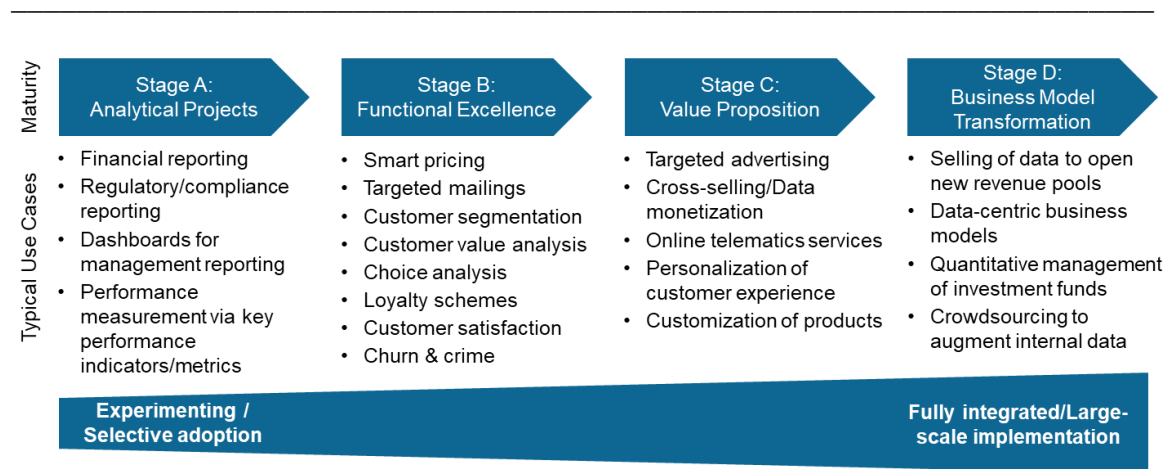 Maturity
Stage A:
Analytical Projects
Stage B:
Functional Excellence
Stage C:
Value Proposition
Stage D:
Business Model
Transformation
Typical Use Cases
• Financial reporting
• Regulatory/compliance
reporting
• Dashboards for
management reporting
• Performance
measurement via key
performance
indicators/metrics
• Smart pricing
• Targeted mailings
• Customer segmentation
• Customer value analysis
• Choice analysis
• Loyalty schemes
• Customer satisfaction
• Churn & crime
• Targeted advertising
• Cross-selling/Data
monetization
• Online telematics services
• Personalization of
customer experience
• Customization of products
• Selling of data to open
new revenue pools
• Data-centric business
models
• Quantitative management
of investment funds
• Crowdsourcing to
augment internal data
Experimenting /
Selective adoption
Fully integrated/Large-
scale implementation